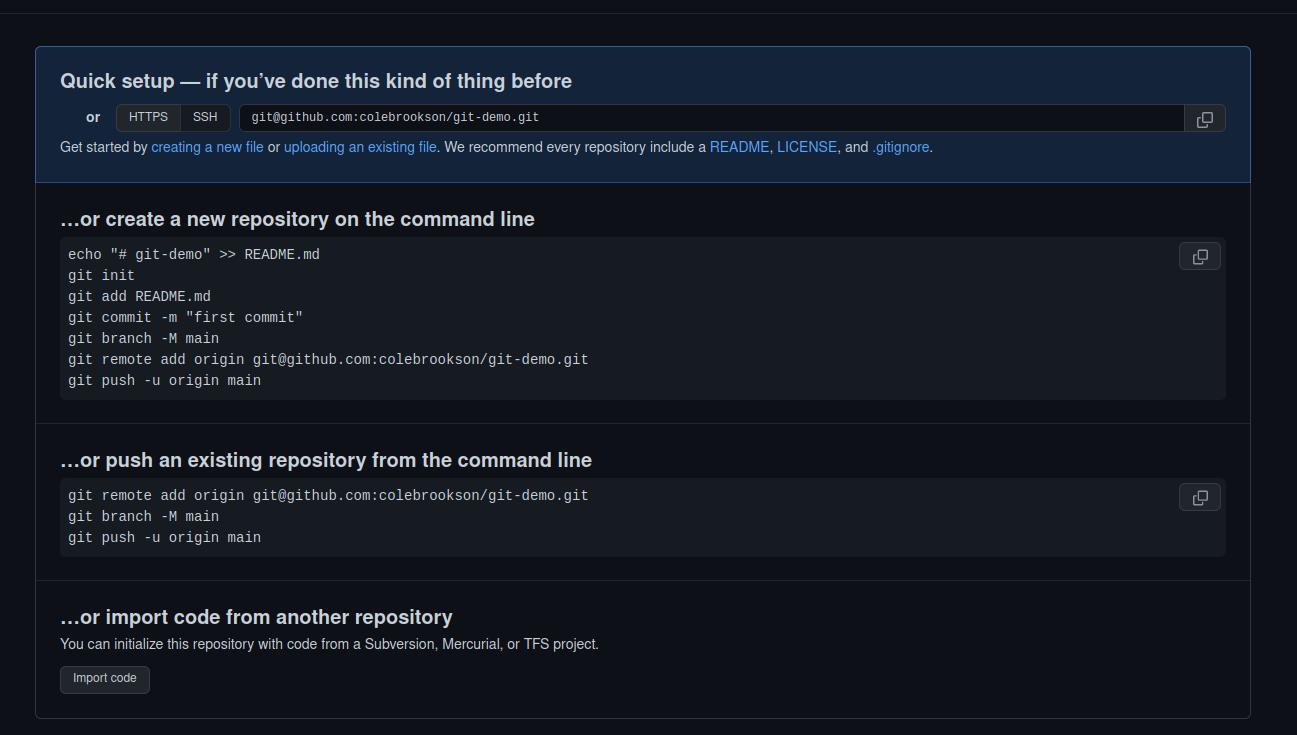 Quick setup — if you’ve done this kind of thing before
or HTTPS SSH git@github.com:colebrookson/git-demo.git
Get started by creating a new file or uploading an existing file. We recommend every repository include a README, LICENSE, and .gitignore.
…or create a new repository on the command line
echo "# git-demo" >> README.md
git init
git add README.md
git commit -m "first commit"
git branch -M main
git remote add origin git@github.com:colebrookson/git-demo.git
git push -u origin main
…or push an existing repository from the command line
git remote add origin git@github.com:colebrookson/git-demo.git
git branch -M main
git push -u origin main
…or import code from another repository
You can initialize this repository with code from a Subversion, Mercurial, or TFS project.
Import code